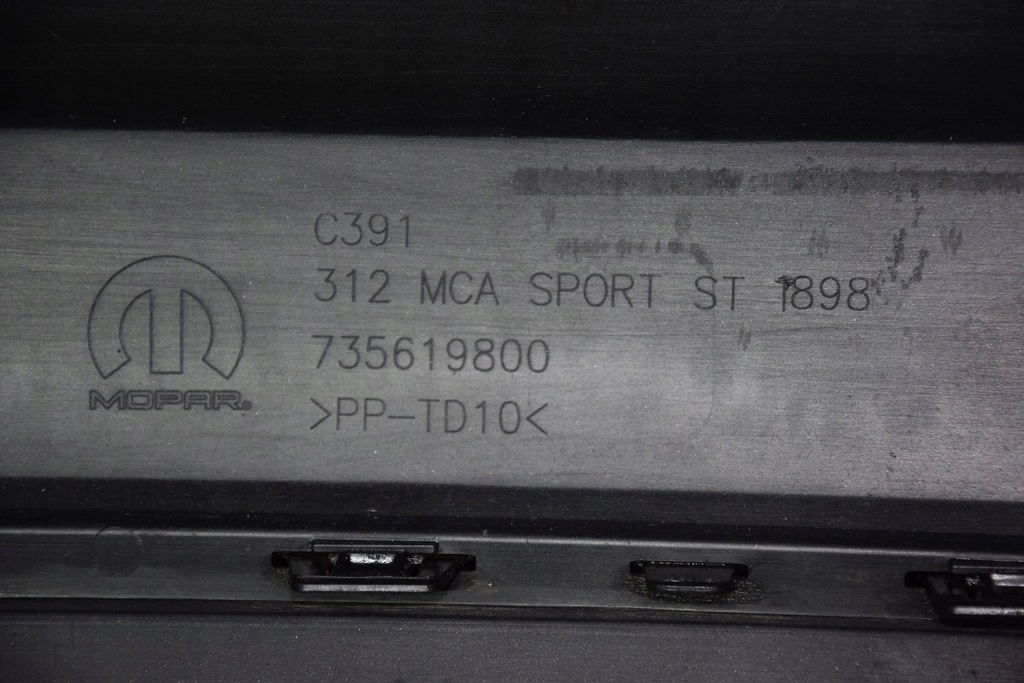 C391
312 MCA SPORT ST 1898
735619800
>PP-TD10<
MOPAR®